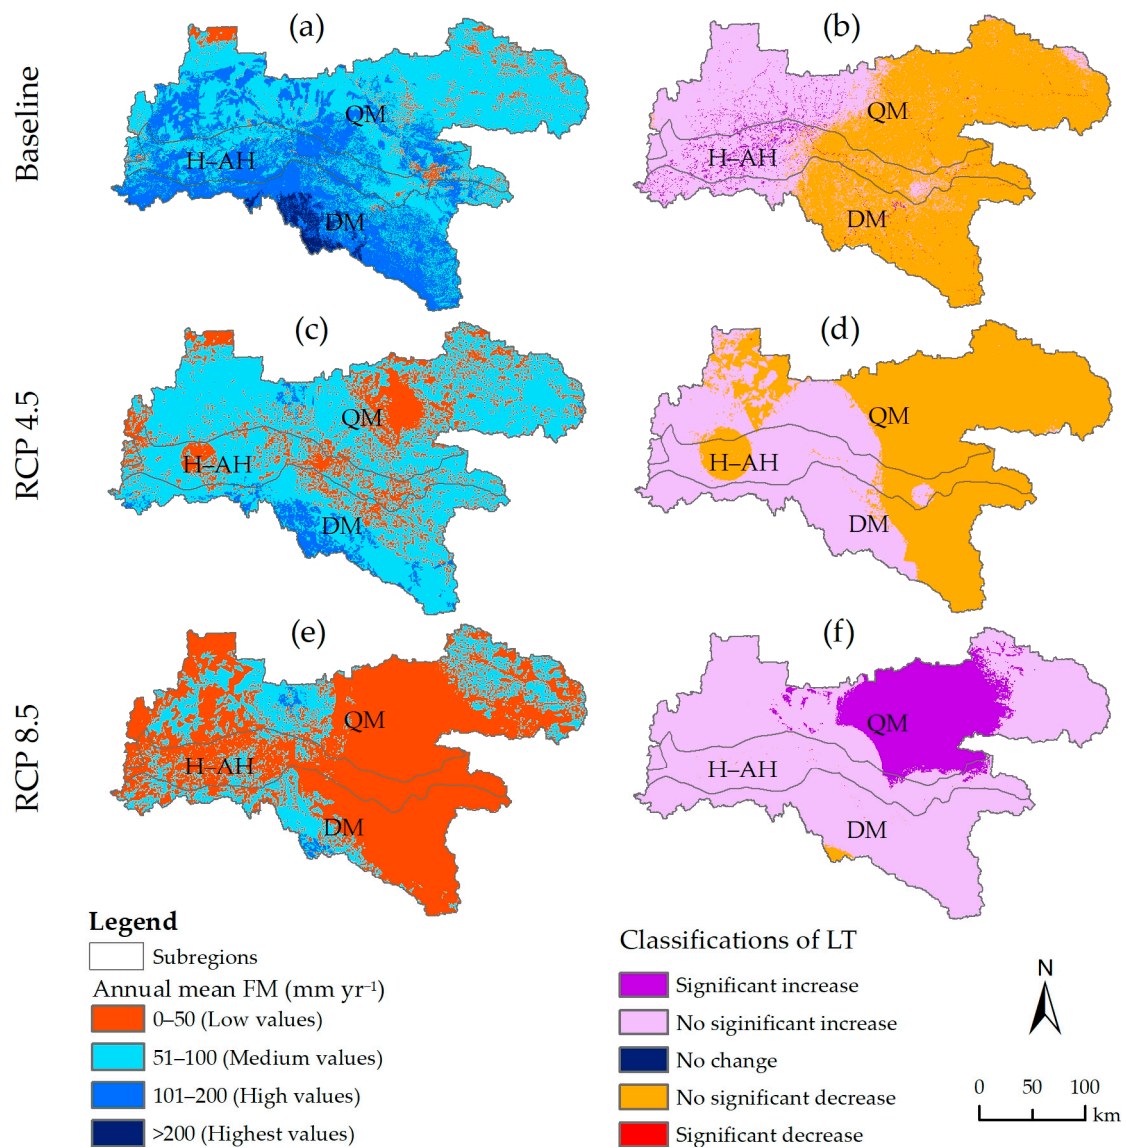 (a)
(b)
Baseline
QM
H–AH
DM
QM
H–AH
DM
(c)
(d)
RCP 4.5
QM
H–AH
DM
QM
H–AH
DM
(e)
(f)
RCP 8.5
QM
H–AH
DM
QM
H–AH
DM
Legend
Subregions
Annual mean FM (mm yr⁻¹)
0–50 (Low values)
51–100 (Medium values)
101–200 (High values)
>200 (Highest values)
Classifications of LT
Significant increase
No siginificant increase
No change
No significant decrease
Significant decrease
N
0 50 100
km